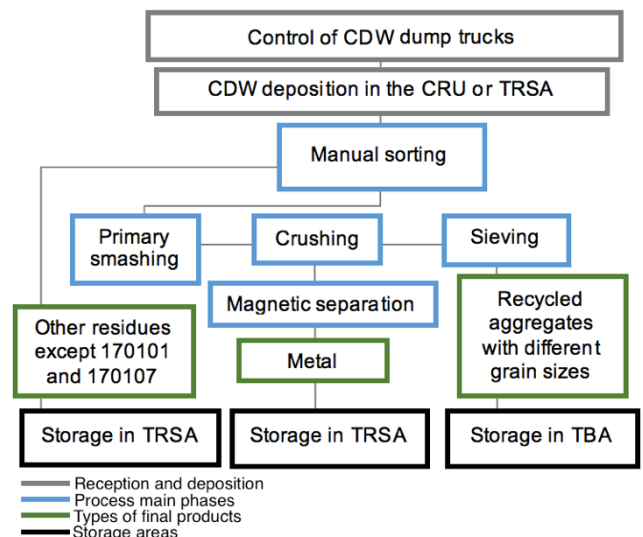 Control of CDW dump trucks
CDW deposition in the CRU or TRSA
Manual sorting
Primary
smashing
Crushing
Sieving
Magnetic separation
Other residues
except 170101
and 170107
Metal
Recycled
aggregates
with different
grain sizes
Storage in TRSA
Storage in TRSA
Storage in TBA
Reception and deposition
Process main phases
Types of final products
Storage areas